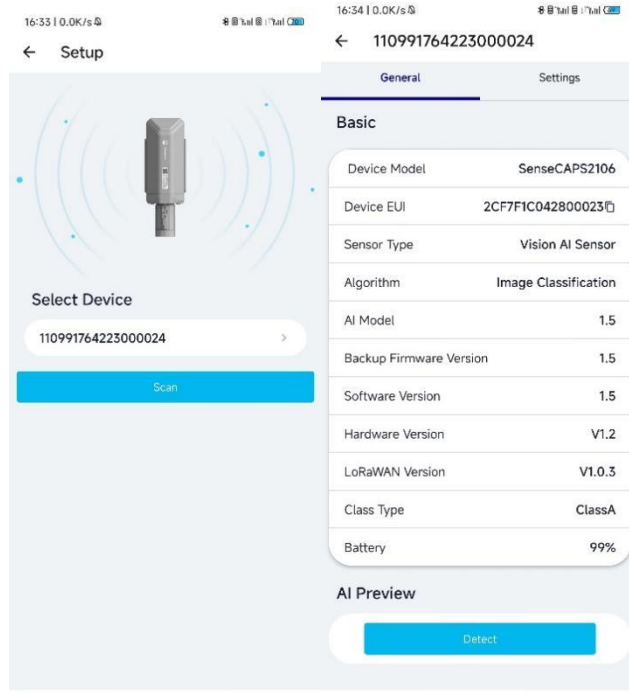 16:33 | 0.0K/s
Setup
Select Device
110991764223000024
Scan
16:34 | 0.0K/s
110991764223000024
General Settings
Basic
Device Model SenseCAPS2106
Device EUI 2CF7F1C042800023
Sensor Type Vision AI Sensor
Algorithm Image Classification
AI Model 1.5
Backup Firmware Version 1.5
Software Version 1.5
Hardware Version V1.2
LoRaWAN Version V1.0.3
Class Type ClassA
Battery 99%
AI Preview
Detect